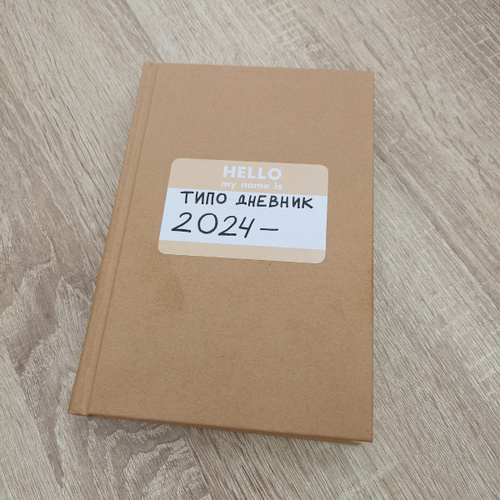 HELLO
my name is
ТИПО ДНЕВНИК
2024—